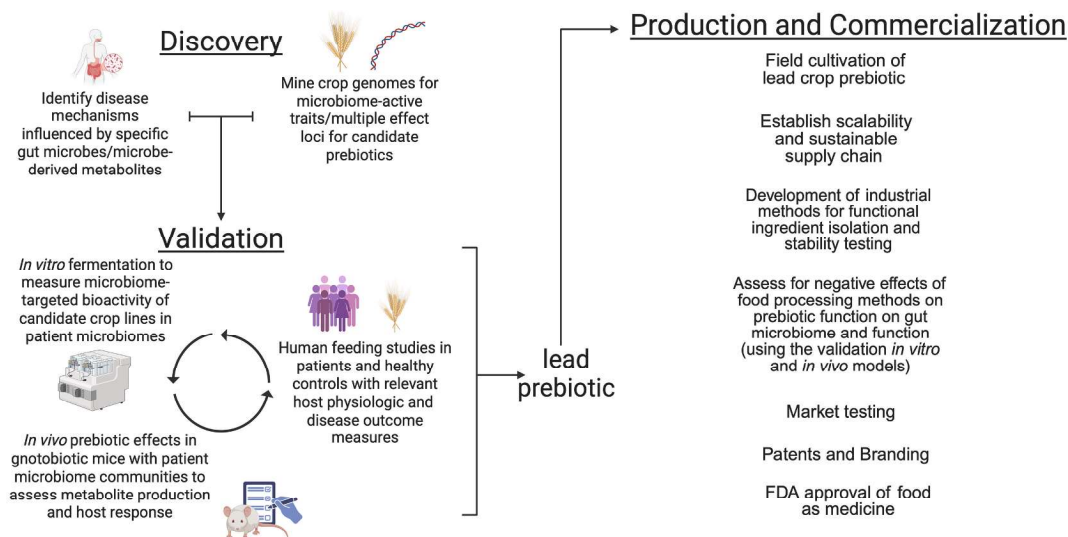 Discovery
Identify disease
mechanisms
influenced by specific
gut microbes/microbe-
derived metabolites
Mine crop genomes for
microbiome-active
traits/multiple effect
loci for candidate
prebiotics
Validation
In vitro fermentation to
measure microbiome-
targeted bioactivity of
candidate crop lines in
patient microbiomes
Human feeding studies in
patients and healthy
controls with relevant
host physiologic and
disease outcome
measures
In vivo prebiotic effects in
gnotobiotic mice with patient
microbiome communities to
assess metabolite production
and host response
lead
prebiotic
Production and Commercialization
Field cultivation of
lead crop prebiotic
Establish scalability
and sustainable
supply chain
Development of industrial
methods for functional
ingredient isolation and
stability testing
Assess for negative effects of
food processing methods on
prebiotic function on gut
microbiome and function
(using the validation in vitro
and in vivo models)
Market testing
Patents and Branding
FDA approval of food
as medicine